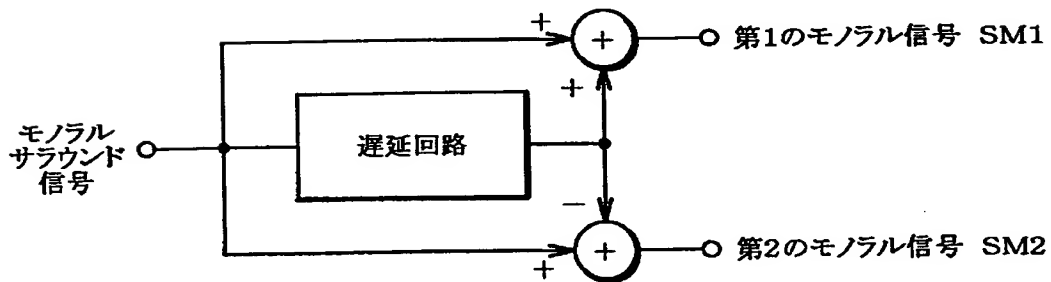 +
+
第1のモノラル信号 SM1
+
モノラル
サラウンド
信号
遅延回路
−
+
第2のモノラル信号 SM2
+